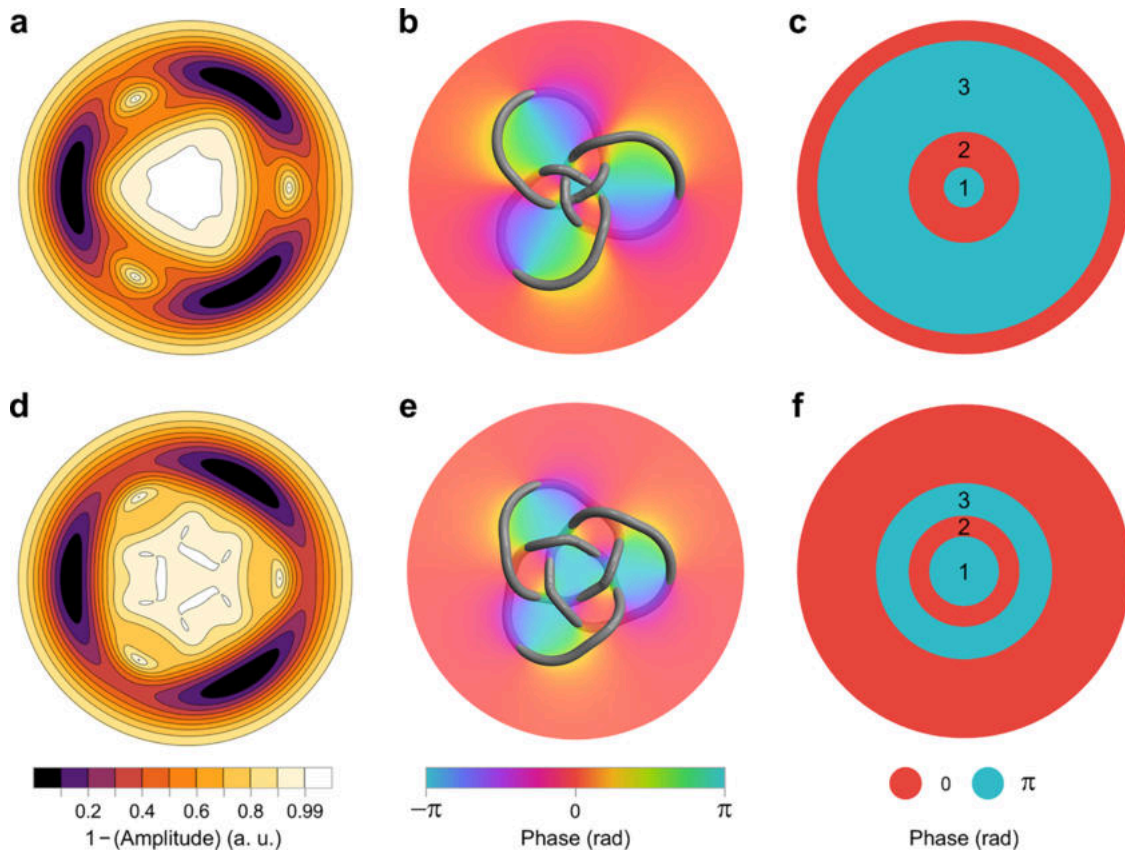 a
b
c
3
2
1
d
e
f
3
2
1
0.2 0.4 0.6 0.8 0.99
1−(Amplitude) (a. u.)
−π 0 π
Phase (rad)
0 π
Phase (rad)